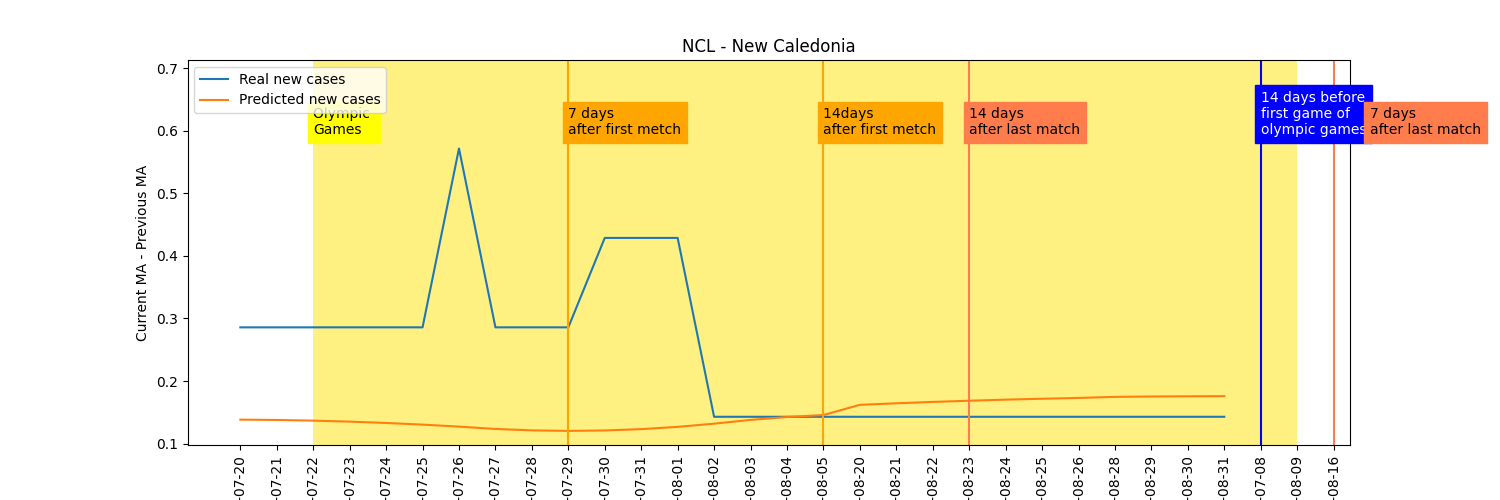 NCL - New Caledonia
Real new cases
Predicted new cases
Olympic
Games
7 days
after first metch
14days
after first metch
14 days
after last match
14 days before
first game of
olympic games
7 days
after last match
Current MA - Previous MA
0.7
0.6
0.5
0.4
0.3
0.2
0.1
-07-20
-07-21
-07-22
-07-23
-07-24
-07-25
-07-26
-07-27
-07-28
-07-29
-07-30
-07-31
-08-01
-08-02
-08-03
-08-04
-08-05
-08-20
-08-21
-08-22
-08-23
-08-24
-08-25
-08-26
-08-28
-08-29
-08-30
-08-31
-07-08
-08-09
-08-16